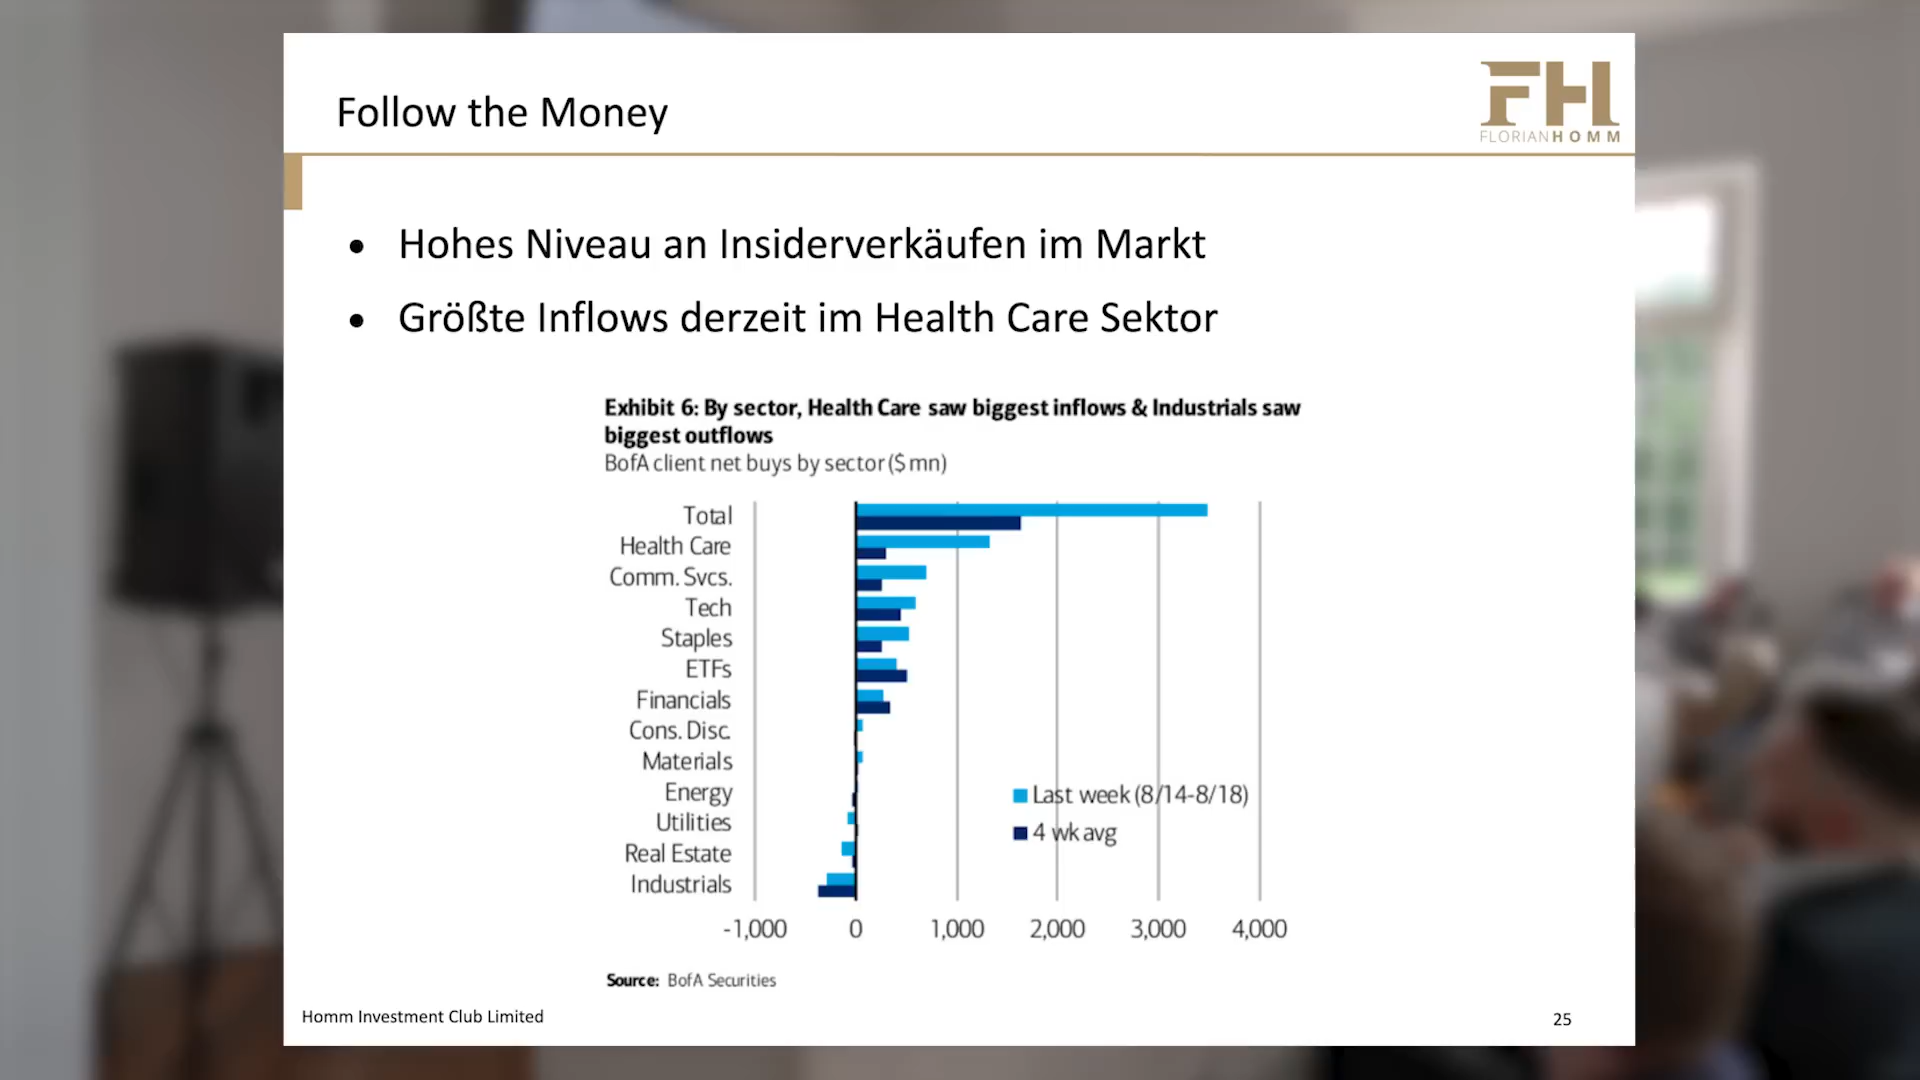 Follow the Money
FH
FLORIANHOMM
• Hohes Niveau an Insiderverkäufen im Markt
• Größte Inflows derzeit im Health Care Sektor
Exhibit 6: By sector, Health Care saw biggest inflows & Industrials saw
biggest outflows
BofA client net buys by sector ($ mn)
Total
Health Care
Comm. Svcs.
Tech
Staples
ETFs
Financials
Cons. Disc.
Materials
Energy
Utilities
Real Estate
Industrials
Last week (8/14-8/18)
4 wk avg
-1,000 0 1,000 2,000 3,000 4,000
Source: BofA Securities
Homm Investment Club Limited
25